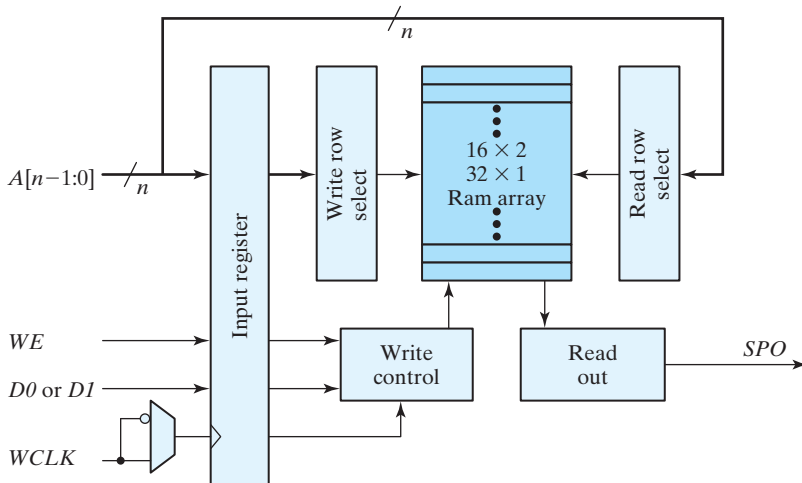 n
A[n−1:0]
n
Input register
Write row
select
16 × 2
32 × 1
Ram array
Read row
select
WE
D0 or D1
WCLK
Write
control
Read
out
SPO